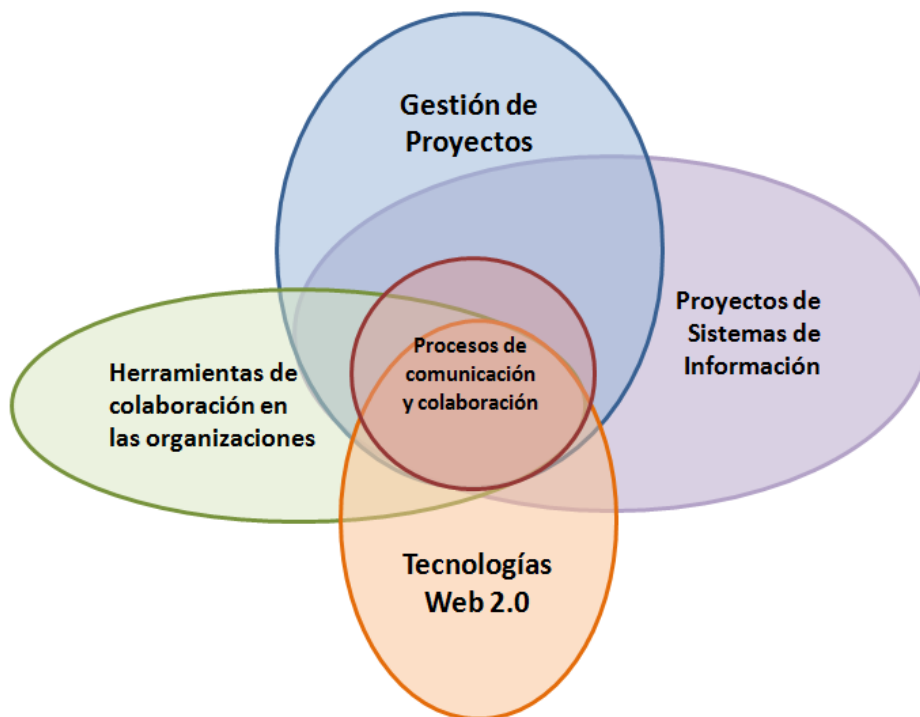 Gestión de
Proyectos
Proyectos de
Sistemas de
Información
Procesos de
comunicación
y colaboración
Herramientas de
colaboración en
las organizaciones
Tecnologías
Web 2.0